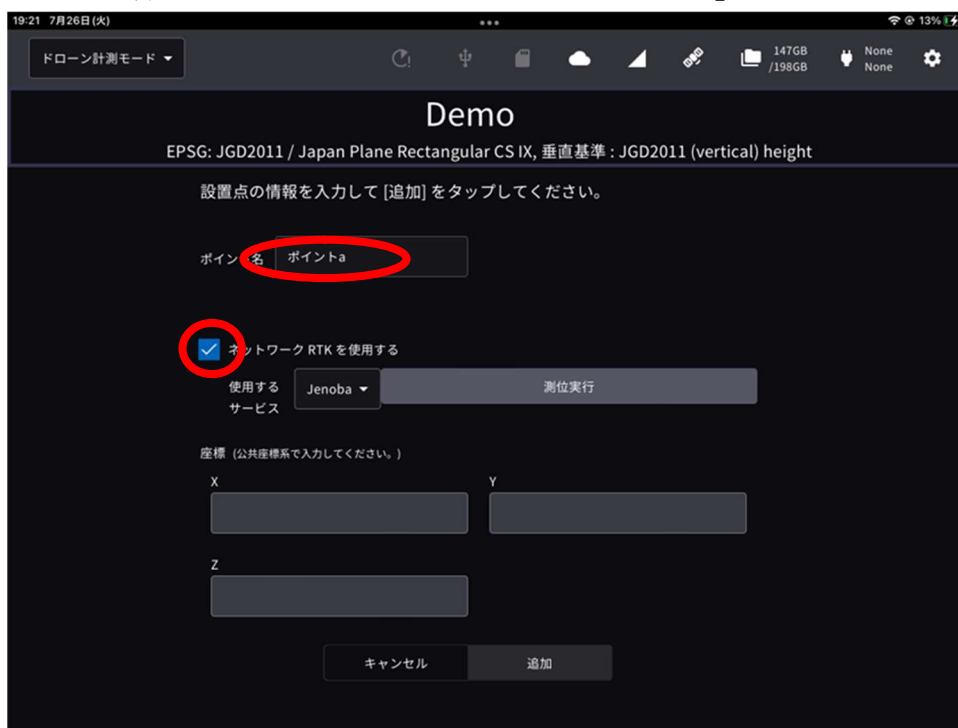 19:21 7月26日(火)
13%
ドローン計測モード
147GB
/198GB
None
None
Demo
EPSG: JGD2011 / Japan Plane Rectangular CS IX, 垂直基準 : JGD2011 (vertical) height
設置点の情報を入力して [追加] をタップしてください。
ポイント名 ポイントa
ネットワーク RTK を使用する
使用する
サービス
Jenoba
測位実行
座標 (公共座標系で入力してください。)
X Y
Z
キャンセル 追加